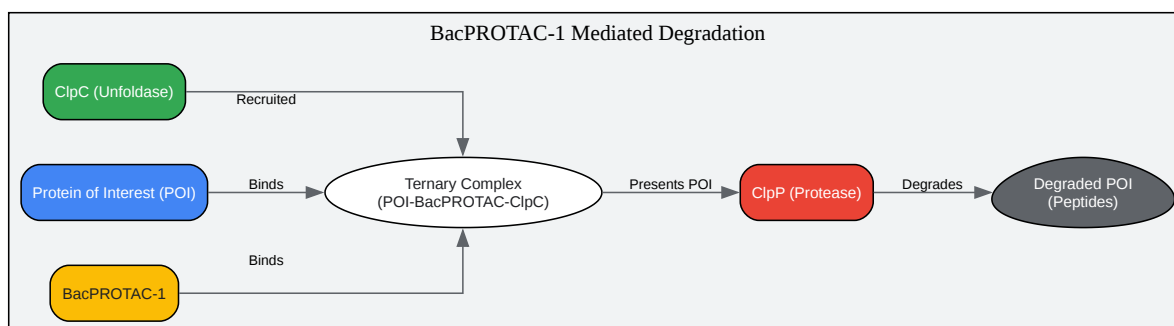 BacPROTAC-1 Mediated Degradation
ClpC (Unfoldase)
Recruited
Protein of Interest (POI)
Binds
Ternary Complex
(POI-BacPROTAC-ClpC)
Presents POI
ClpP (Protease)
Degrades
Degraded POI
(Peptides)
Binds
BacPROTAC-1